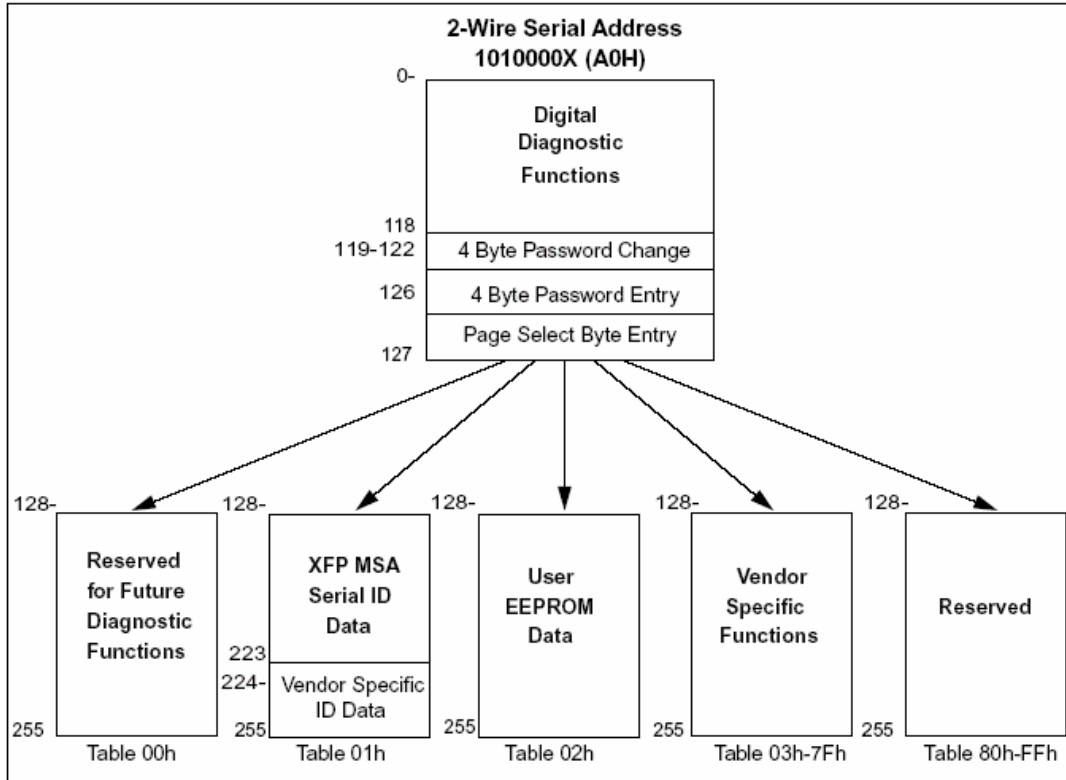 2-Wire Serial Address
1010000X (A0H)
0-
Digital
Diagnostic
Functions
118
119-122
4 Byte Password Change
126
4 Byte Password Entry
Page Select Byte Entry
127
128-
Reserved
for Future
Diagnostic
Functions
255
Table 00h
128-
XFP MSA
Serial ID
Data
223
224-
Vendor Specific
ID Data
255
Table 01h
128-
User
EEPROM
Data
255
Table 02h
128-
Vendor
Specific
Functions
255
Table 03h-7Fh
128-
Reserved
255
Table 80h-FFh